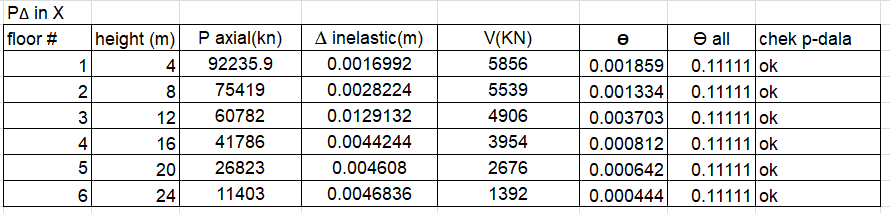 P∆ in X
floor # height (m) P axial(kn) ∆ inelastic(m) V(KN) ө ө all chek p-dala
1 4 92235.9 0.0016992 5856 0.001859 0.11111 ok
2 8 75419 0.0028224 5539 0.001334 0.11111 ok
3 12 60782 0.0129132 4906 0.003703 0.11111 ok
4 16 41786 0.0044244 3954 0.000812 0.11111 ok
5 20 26823 0.004608 2676 0.000642 0.11111 ok
6 24 11403 0.0046836 1392 0.000444 0.11111 ok